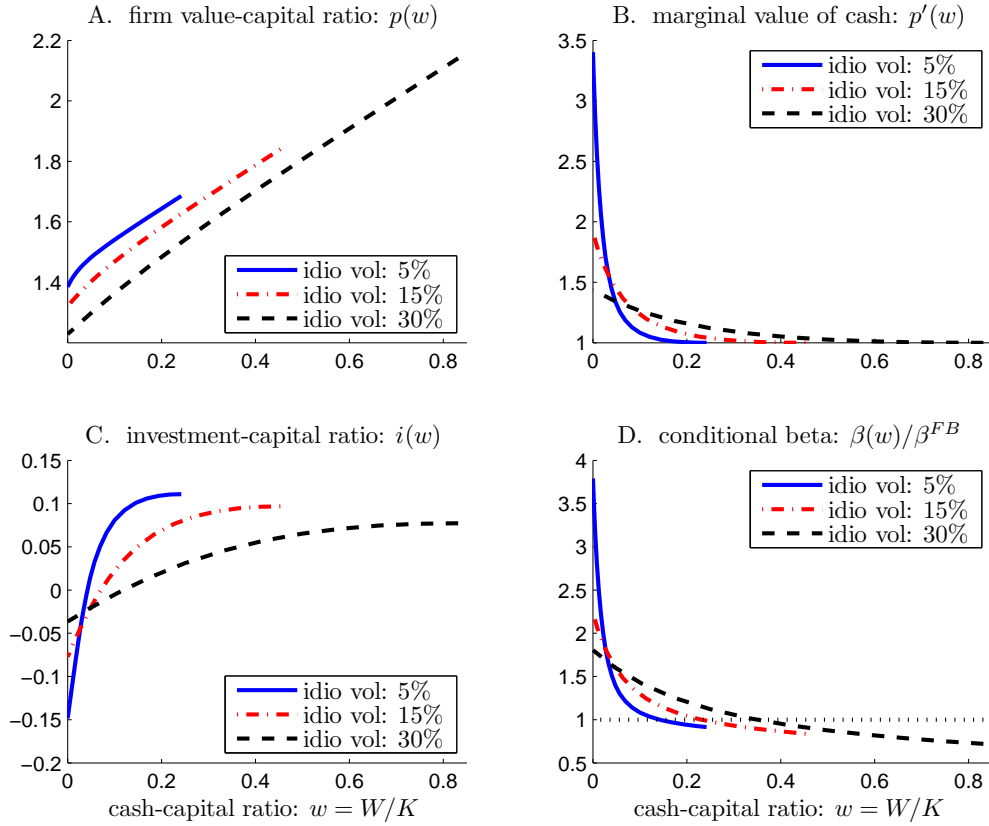 A. firm value-capital ratio: p(w)
2.2
2
1.8
1.6
1.4
0
0.2
0.4
0.6
0.8
idio vol: 5%
idio vol: 15%
idio vol: 30%
B. marginal value of cash: p′(w)
3.5
3
2.5
2
1.5
1
0
0.2
0.4
0.6
0.8
idio vol: 5%
idio vol: 15%
idio vol: 30%
C. investment-capital ratio: i(w)
0.15
0.1
0.05
0
−0.05
−0.1
−0.15
−0.2
0
0.2
0.4
0.6
0.8
idio vol: 5%
idio vol: 15%
idio vol: 30%
cash-capital ratio: w = W/K
D. conditional beta: β(w)/β^{FB}
4
3.5
3
2.5
2
1.5
1
0.5
0
0.2
0.4
0.6
0.8
idio vol: 5%
idio vol: 15%
idio vol: 30%
cash-capital ratio: w = W/K